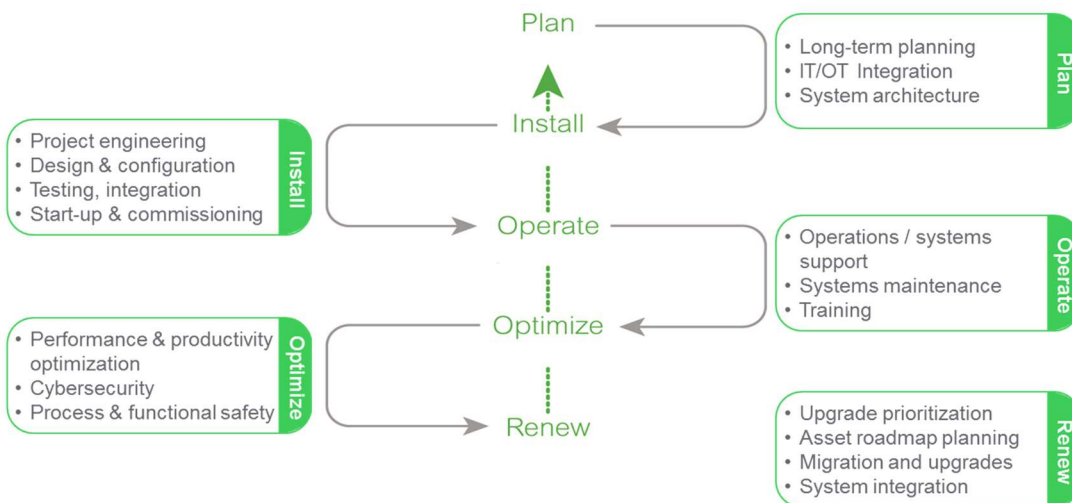 Plan
• Long-term planning
• IT/OT Integration
• System architecture
Plan
Install
• Project engineering
• Design & configuration
• Testing, integration
• Start-up & commissioning
Install
Operate
• Operations / systems
support
• Systems maintenance
• Training
Operate
Optimize
• Performance & productivity
optimization
• Cybersecurity
• Process & functional safety
Optimize
Renew
• Upgrade prioritization
• Asset roadmap planning
• Migration and upgrades
• System integration
Renew